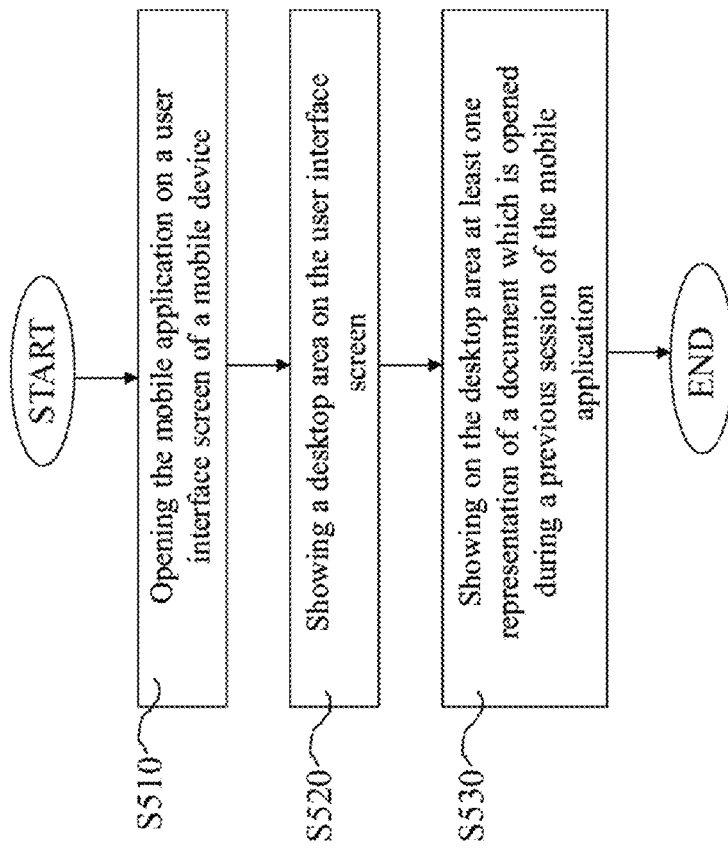 START
S510
Opening the mobile application on a user
interface screen of a mobile device
S520
Showing a desktop area on the user interface
screen
S530
Showing on the desktop area at least one
representation of a document which is opened
during a previous session of the mobile
application
END